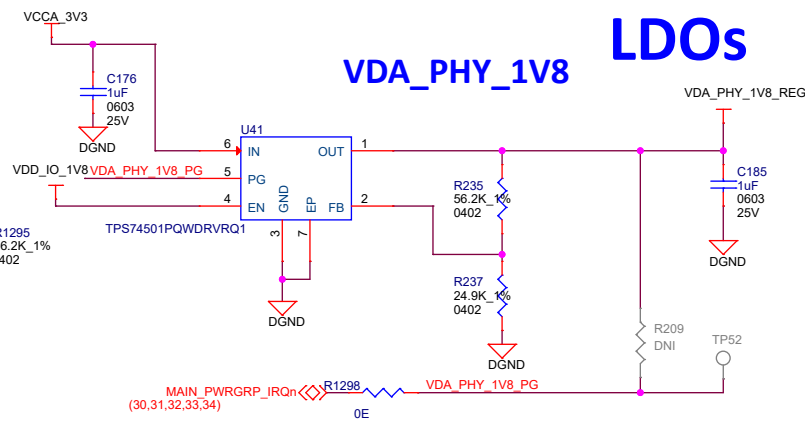 LDOs
VDA_PHY_1V8
VCCA_3V3
C176
1uF
0603
25V
DGND
VDA_PHY_1V8_REG
U41
6
IN
OUT
1
VDD_IO_1V8
VDA_PHY_1V8_PG
5
PG
4
EN
GND
EP
FB
2
3
7
TPS74501PQWDRVRQ1
DGND
R1295
6.2K_1%
402
R235
56.2K_1%
0402
R237
24.9K_1%
0402
DGND
C185
1uF
0603
25V
DGND
R209
DNI
TP52
MAIN_PWRGRP_IRQn
(30,31,32,33,34)
R1298
0E
VDA_PHY_1V8_PG